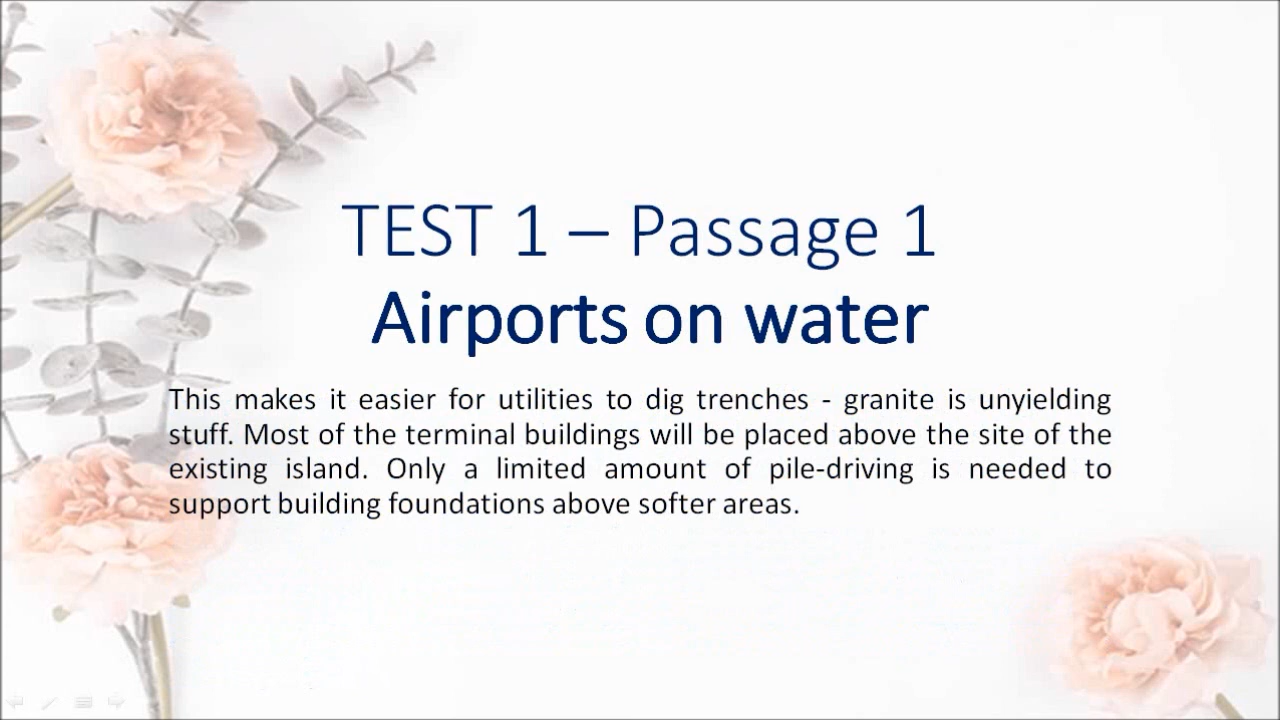 TEST 1 – Passage 1
Airports on water
This makes it easier for utilities to dig trenches - granite is unyielding
stuff. Most of the terminal buildings will be placed above the site of the
existing island. Only a limited amount of pile-driving is needed to
support building foundations above softer areas.